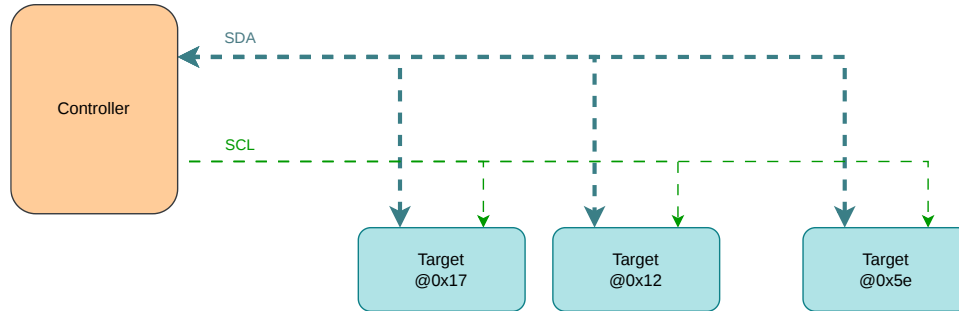 SDA
Controller
SCL
Target
@0x17
Target
@0x12
Target
@0x5e